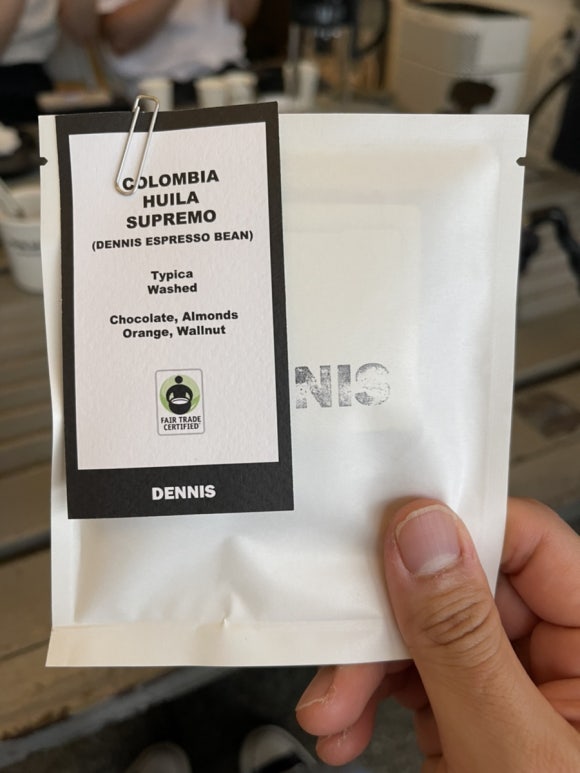 COLOMBIA
HUILA
SUPREMO
(DENNIS ESPRESSO BEAN)
Typica
Washed
Chocolate, Almonds
Orange, Wallnut
FAIR TRADE
CERTIFIED
DENNIS
NIS